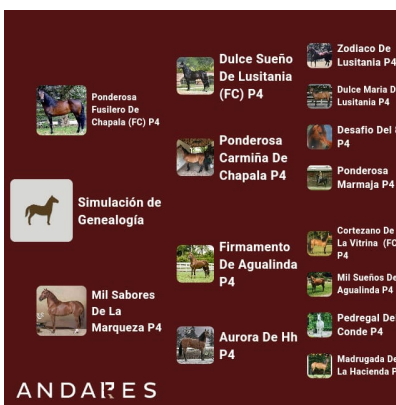 Ponderosa
Fusilero De
Chapala (FC) P4
Simulación de
Genealogía
Mil Sabores
De La
Marqueza P4
Dulce Sueño
De Lusitania
(FC) P4
Ponderosa
Carmiña De
Chapala P4
Firmamento
De Agualinda
P4
Aurora De Hh
P4
Zodiaco De
Lusitania P4
Dulce Maria D
Lusitania P4
Desafio Del
P4
Ponderosa
Marmaja P4
Cortezano De
La Vitrina (FC
P4
Mil Sueños De
Agualinda P4
Pedregal De
Conde P4
Madrugada De
La Hacienda P
ANDARES